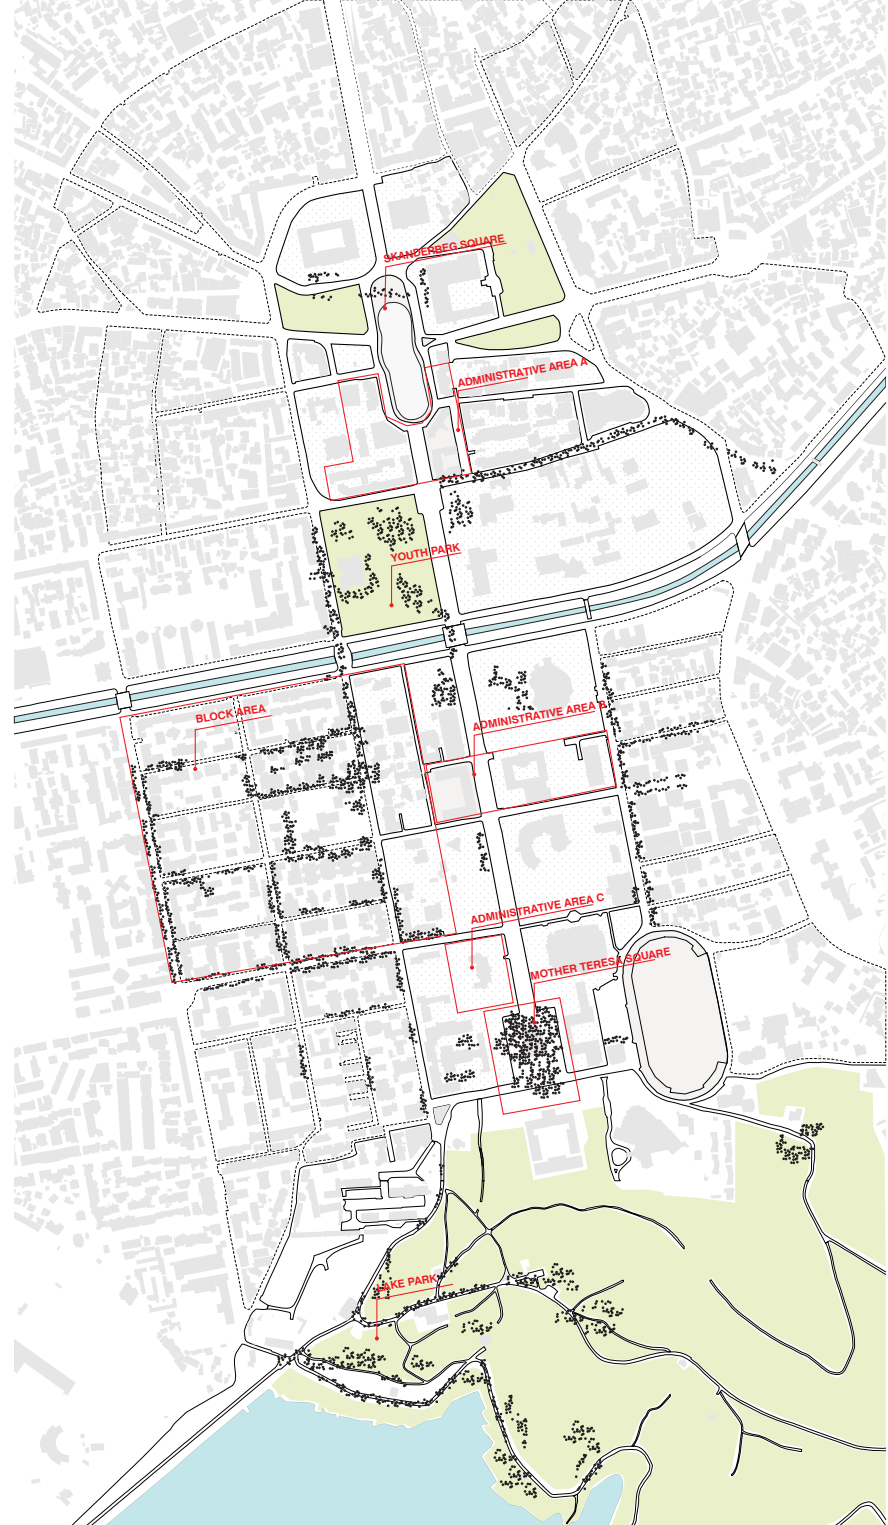 SKANDERBEG SQUARE
ADMINISTRATIVE AREA A
YOUTH PARK
BLOCK AREA
ADMINISTRATIVE AREA B
ADMINISTRATIVE AREA C
MOTHER TERESA SQUARE
LAKE PARK